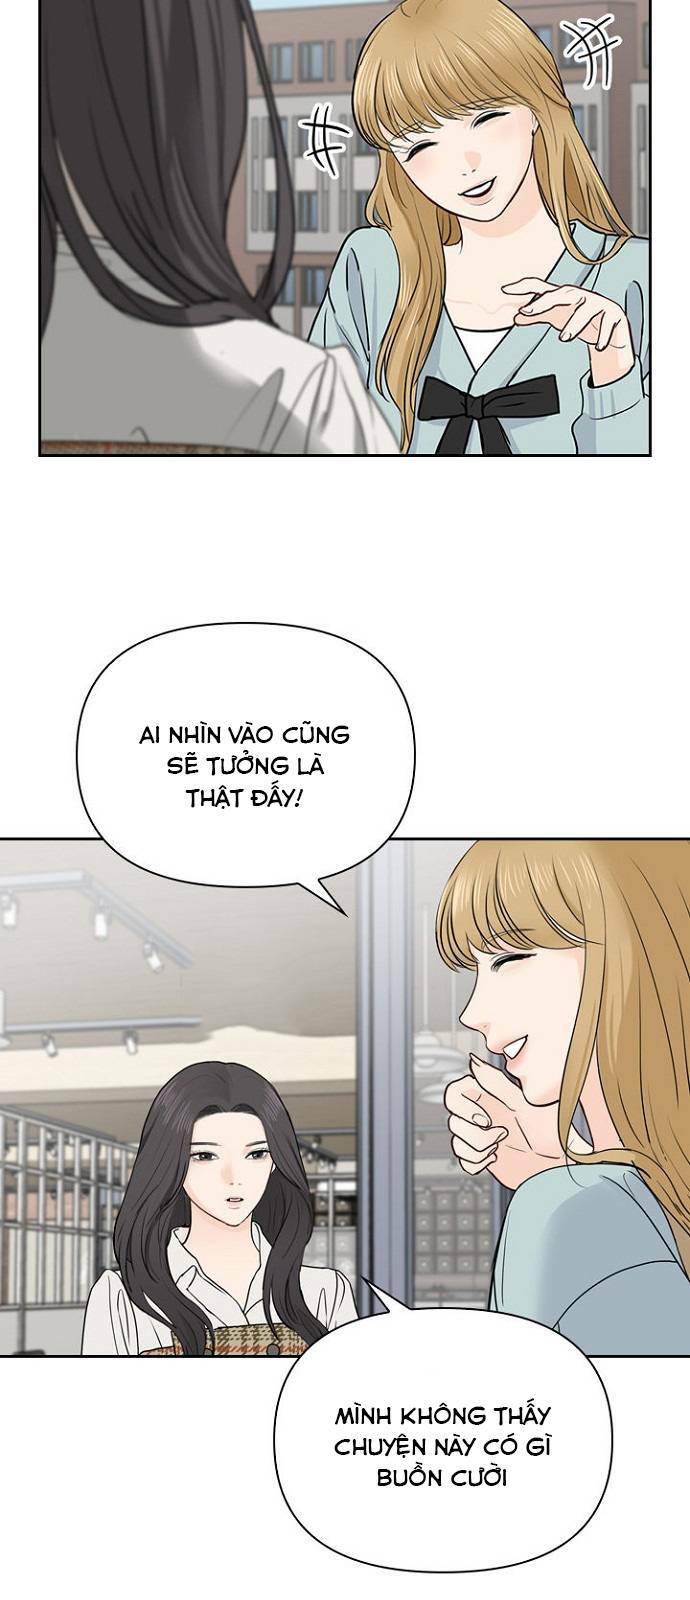 AI NHÌN VÀO CŨNG
SẼ TƯỞNG LÀ
THẬT ĐẤY!
MÌNH KHÔNG THẤY
CHUYỆN NÀY CÓ GÌ
BUỒN CƯỜI